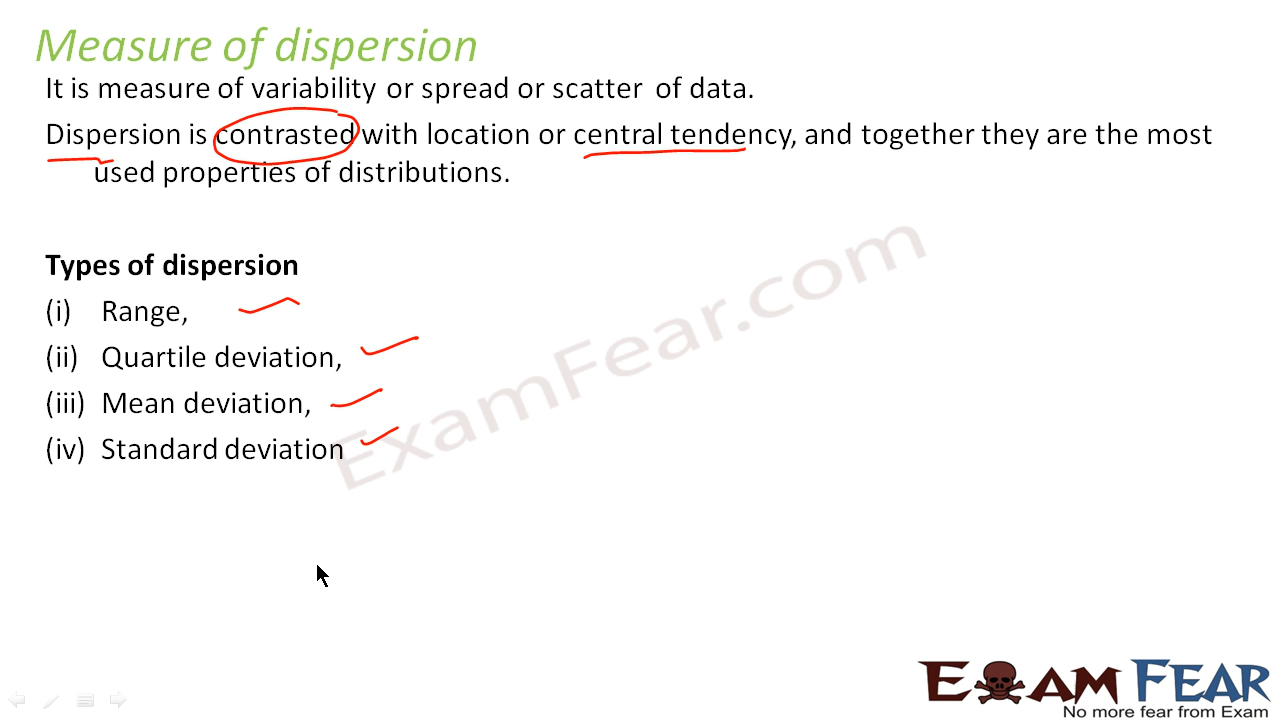 Measure of dispersion
It is measure of variability or spread or scatter of data.
Dispersion is contrasted with location or central tendency, and together they are the most
used properties of distributions.
Types of dispersion
(i) Range,
(ii) Quartile deviation,
(iii) Mean deviation,
(iv) Standard deviation
ExamFear.com
EXAM FEAR
No more fear from Exam